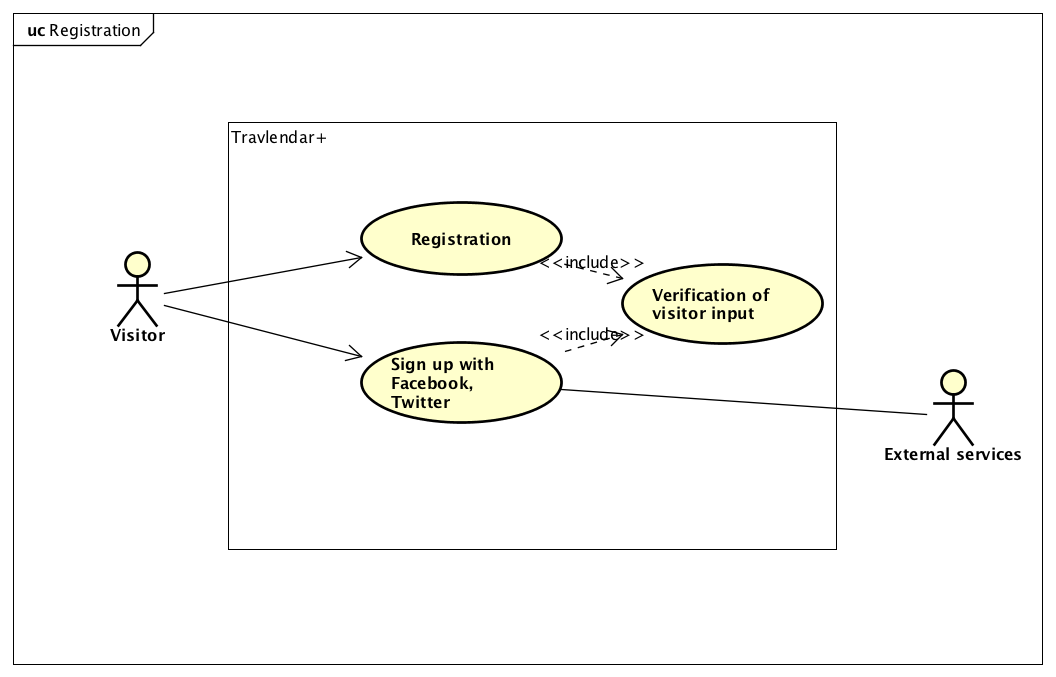 uc Registration
Travlendar+
Registration
<<include>>
Verification of
visitor input
Visitor
<<include>>
Sign up with
Facebook,
Twitter
External services